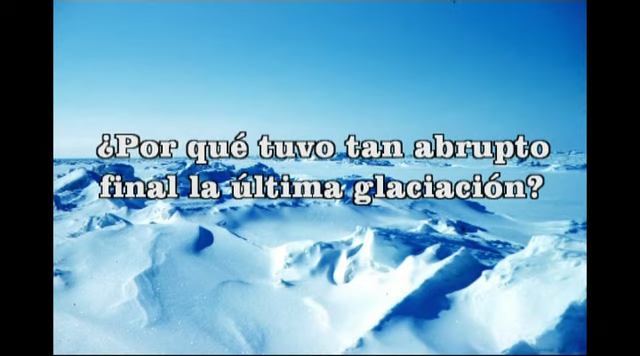 ¿Por qué tuvo tan abrupto
final la última glaciación?